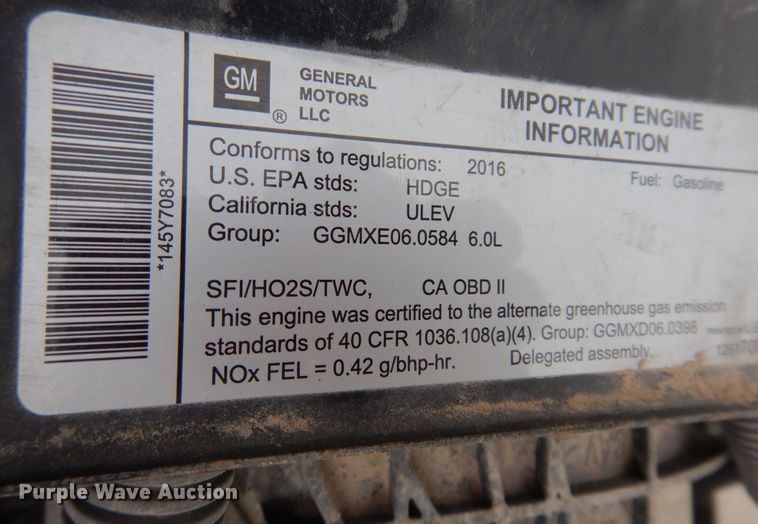 GM
®
GENERAL
MOTORS
LLC
IMPORTANT ENGINE
INFORMATION
*145Y7083*
Conforms to regulations: 2016
Fuel: Gasoline
U.S. EPA stds: HDGE
California stds: ULEV
Group: GGMXE06.0584 6.0L
SFI/HO2S/TWC, CA OBD II
This engine was certified to the alternate greenhouse gas emission
standards of 40 CFR 1036.108(a)(4). Group: GGMXD06.0398
NOx FEL = 0.42 g/bhp-hr. Delegated assembly.
Purple Wave Auction